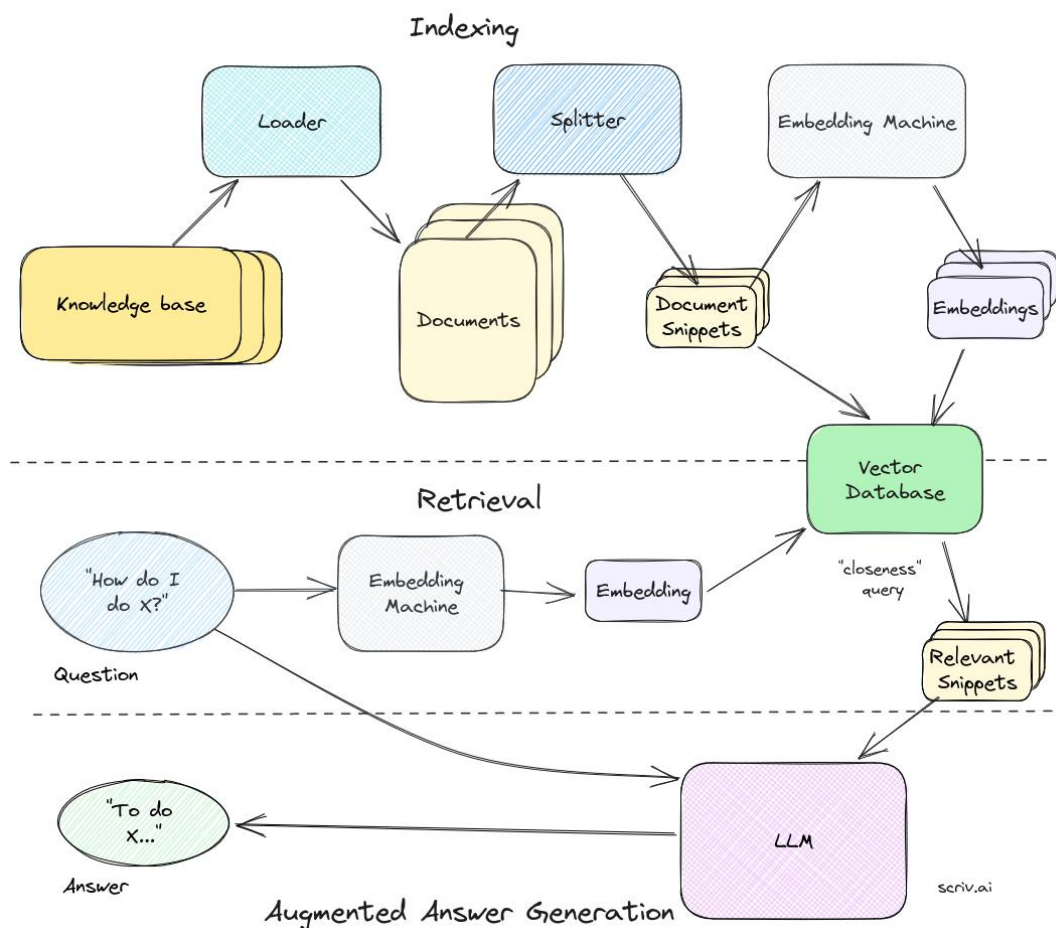 Indexing
Loader
Splitter
Embedding Machine
Knowledge base
Documents
Document
Snippets
Embeddings
Vector
Database
Retrieval
"How do I
do X?"
Embedding
Machine
Embedding
"closeness"
query
Question
Relevant
Snippets
"To do
X..."
LLM
Answer
scriv.ai
Augmented Answer Generation